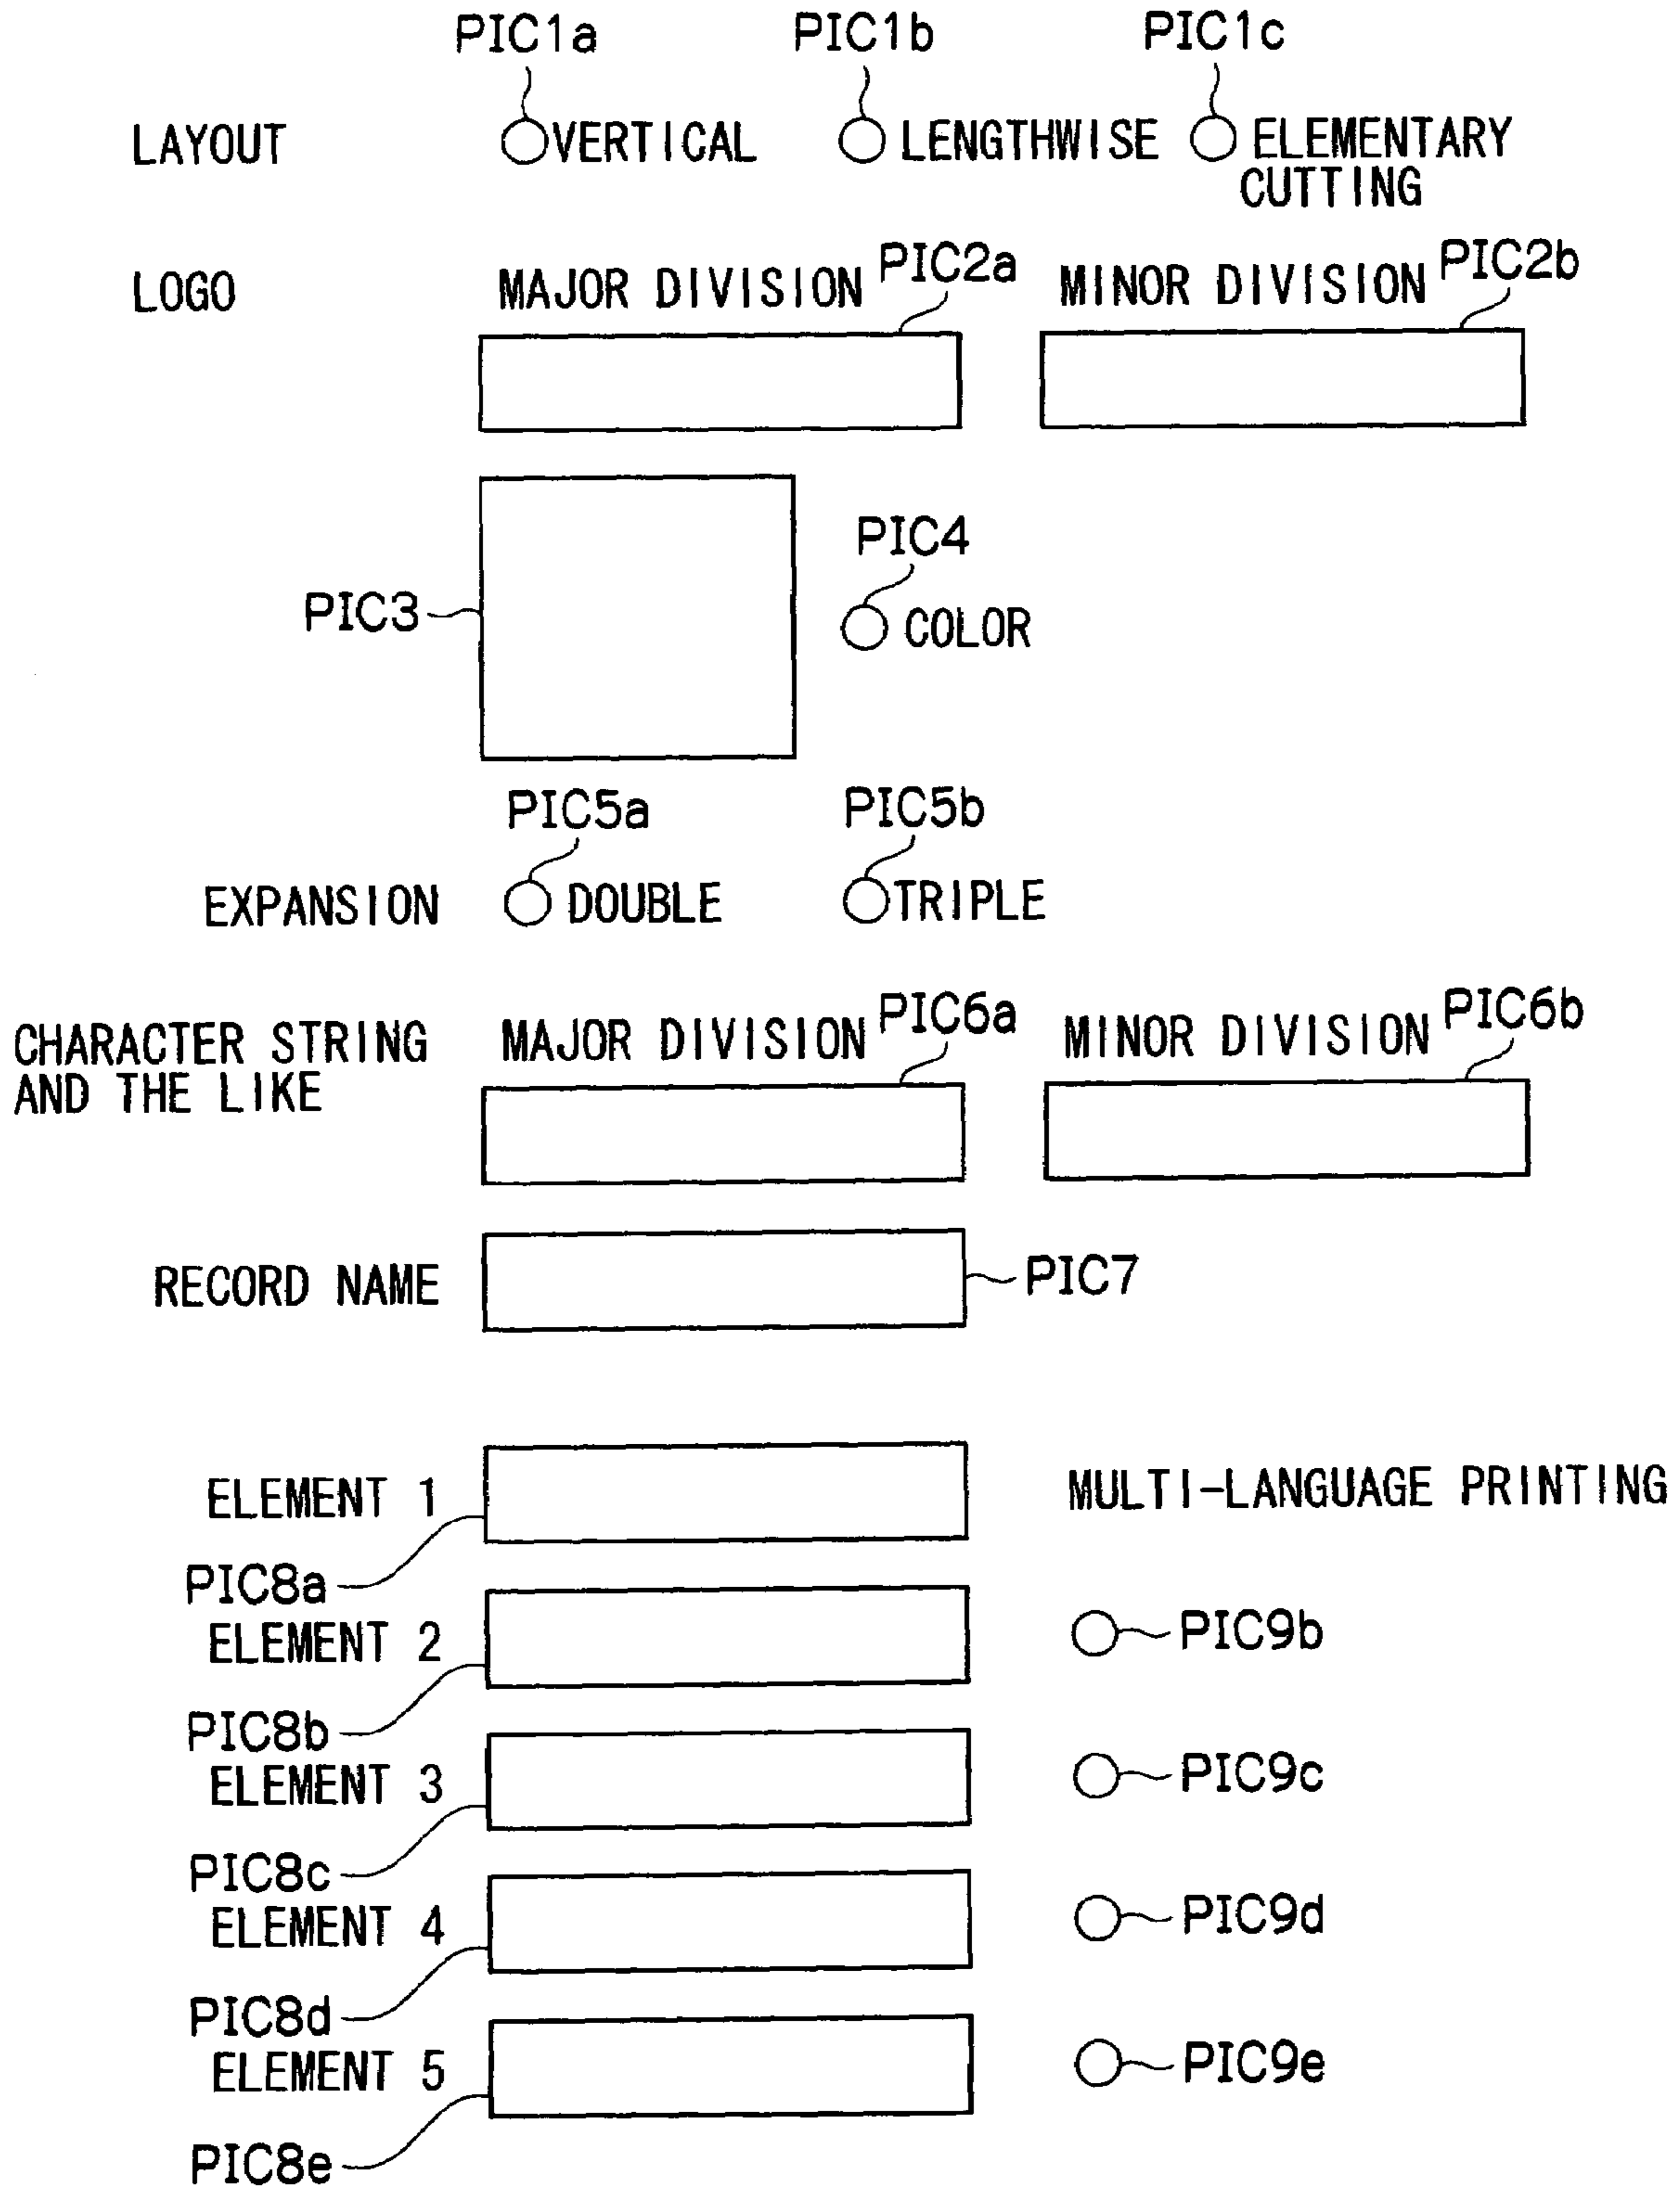 PIC1a PIC1b PIC1c
LAYOUT VERTICAL LENGTHWISE ELEMENTARY
CUTTING
LOGO MAJOR DIVISION PIC2a MINOR DIVISION PIC2b
PIC4
PIC3 COLOR
PIC5a PIC5b
EXPANSION DOUBLE TRIPLE
CHARACTER STRING MAJOR DIVISION PIC6a MINOR DIVISION PIC6b
AND THE LIKE
RECORD NAME PIC7
ELEMENT 1 MULTI-LANGUAGE PRINTING
PIC8a
ELEMENT 2 PIC9b
PIC8b
ELEMENT 3 PIC9c
PIC8c
ELEMENT 4 PIC9d
PIC8d
ELEMENT 5 PIC9e
PIC8e